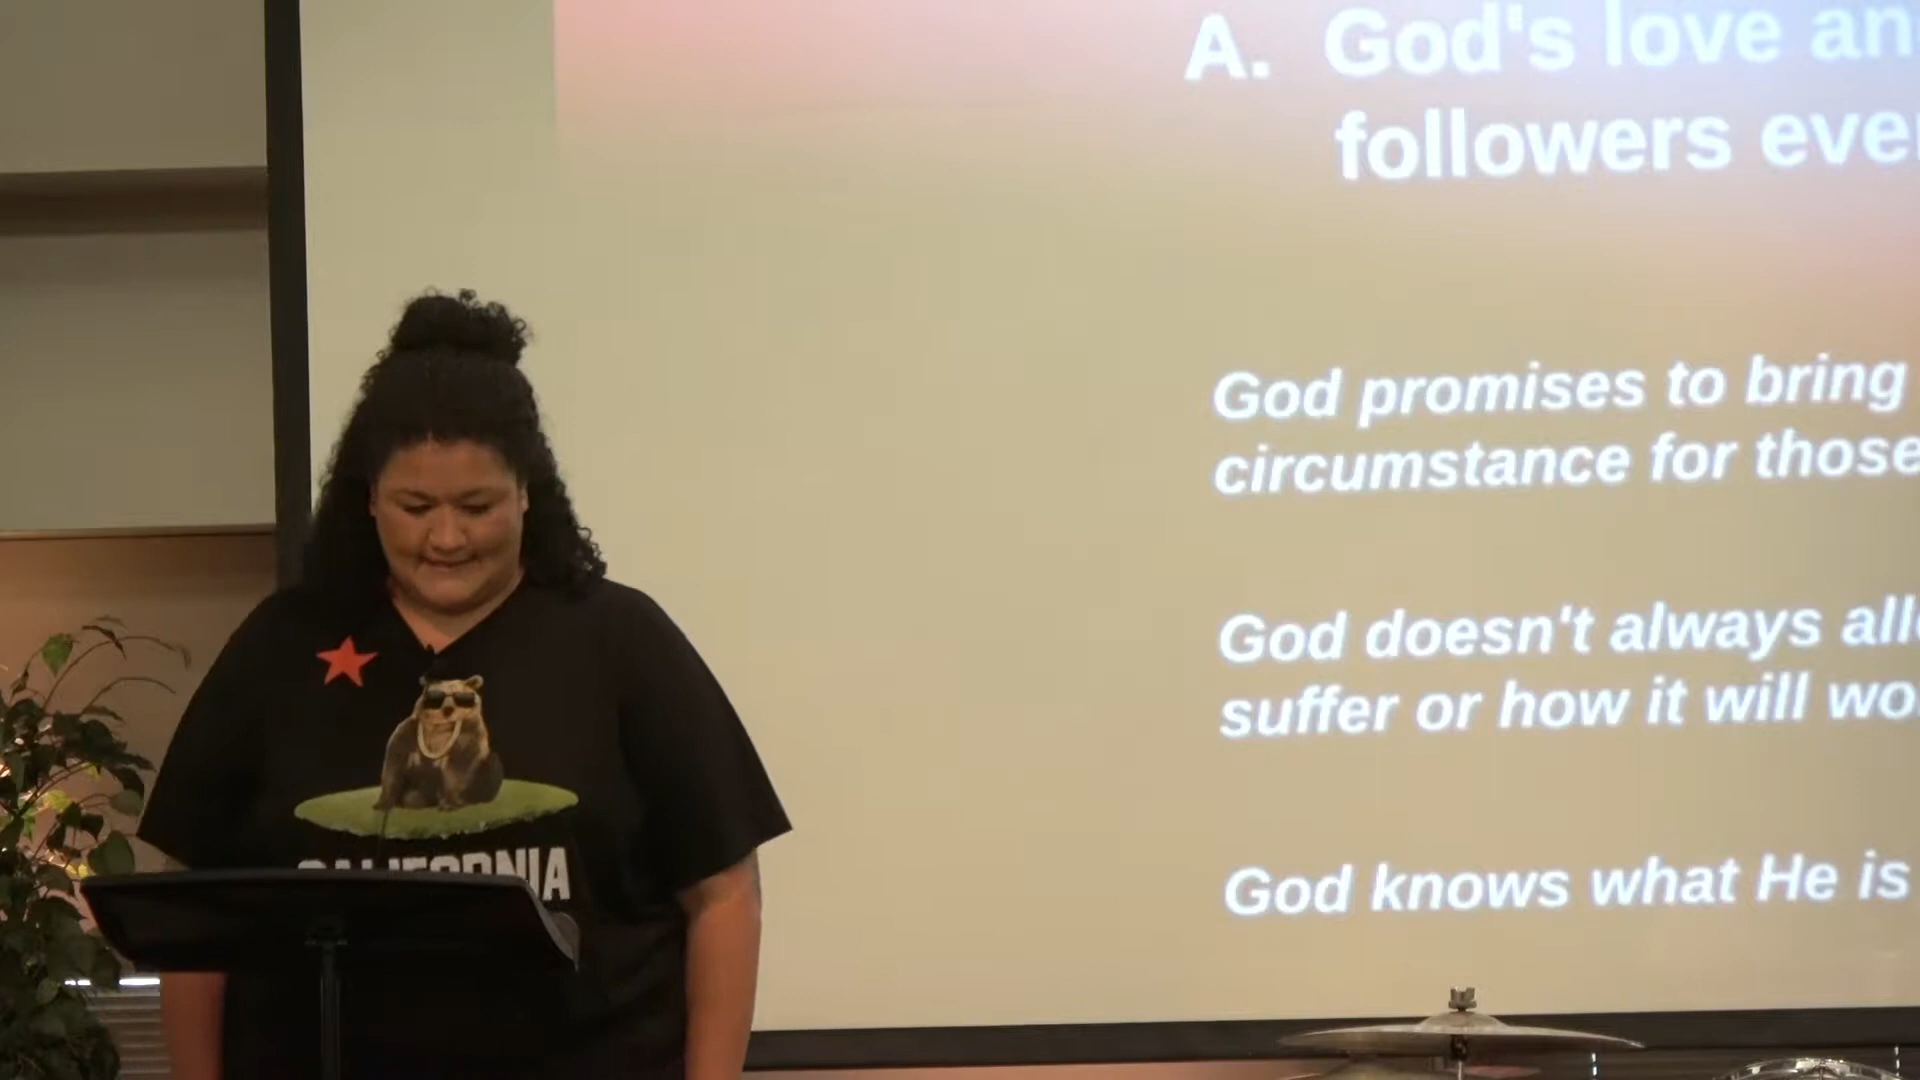 A. God's love an
followers eve
God promises to bring
circumstance for those
God doesn't always all
suffer or how it will wo
God knows what He is
CALIFORNIA